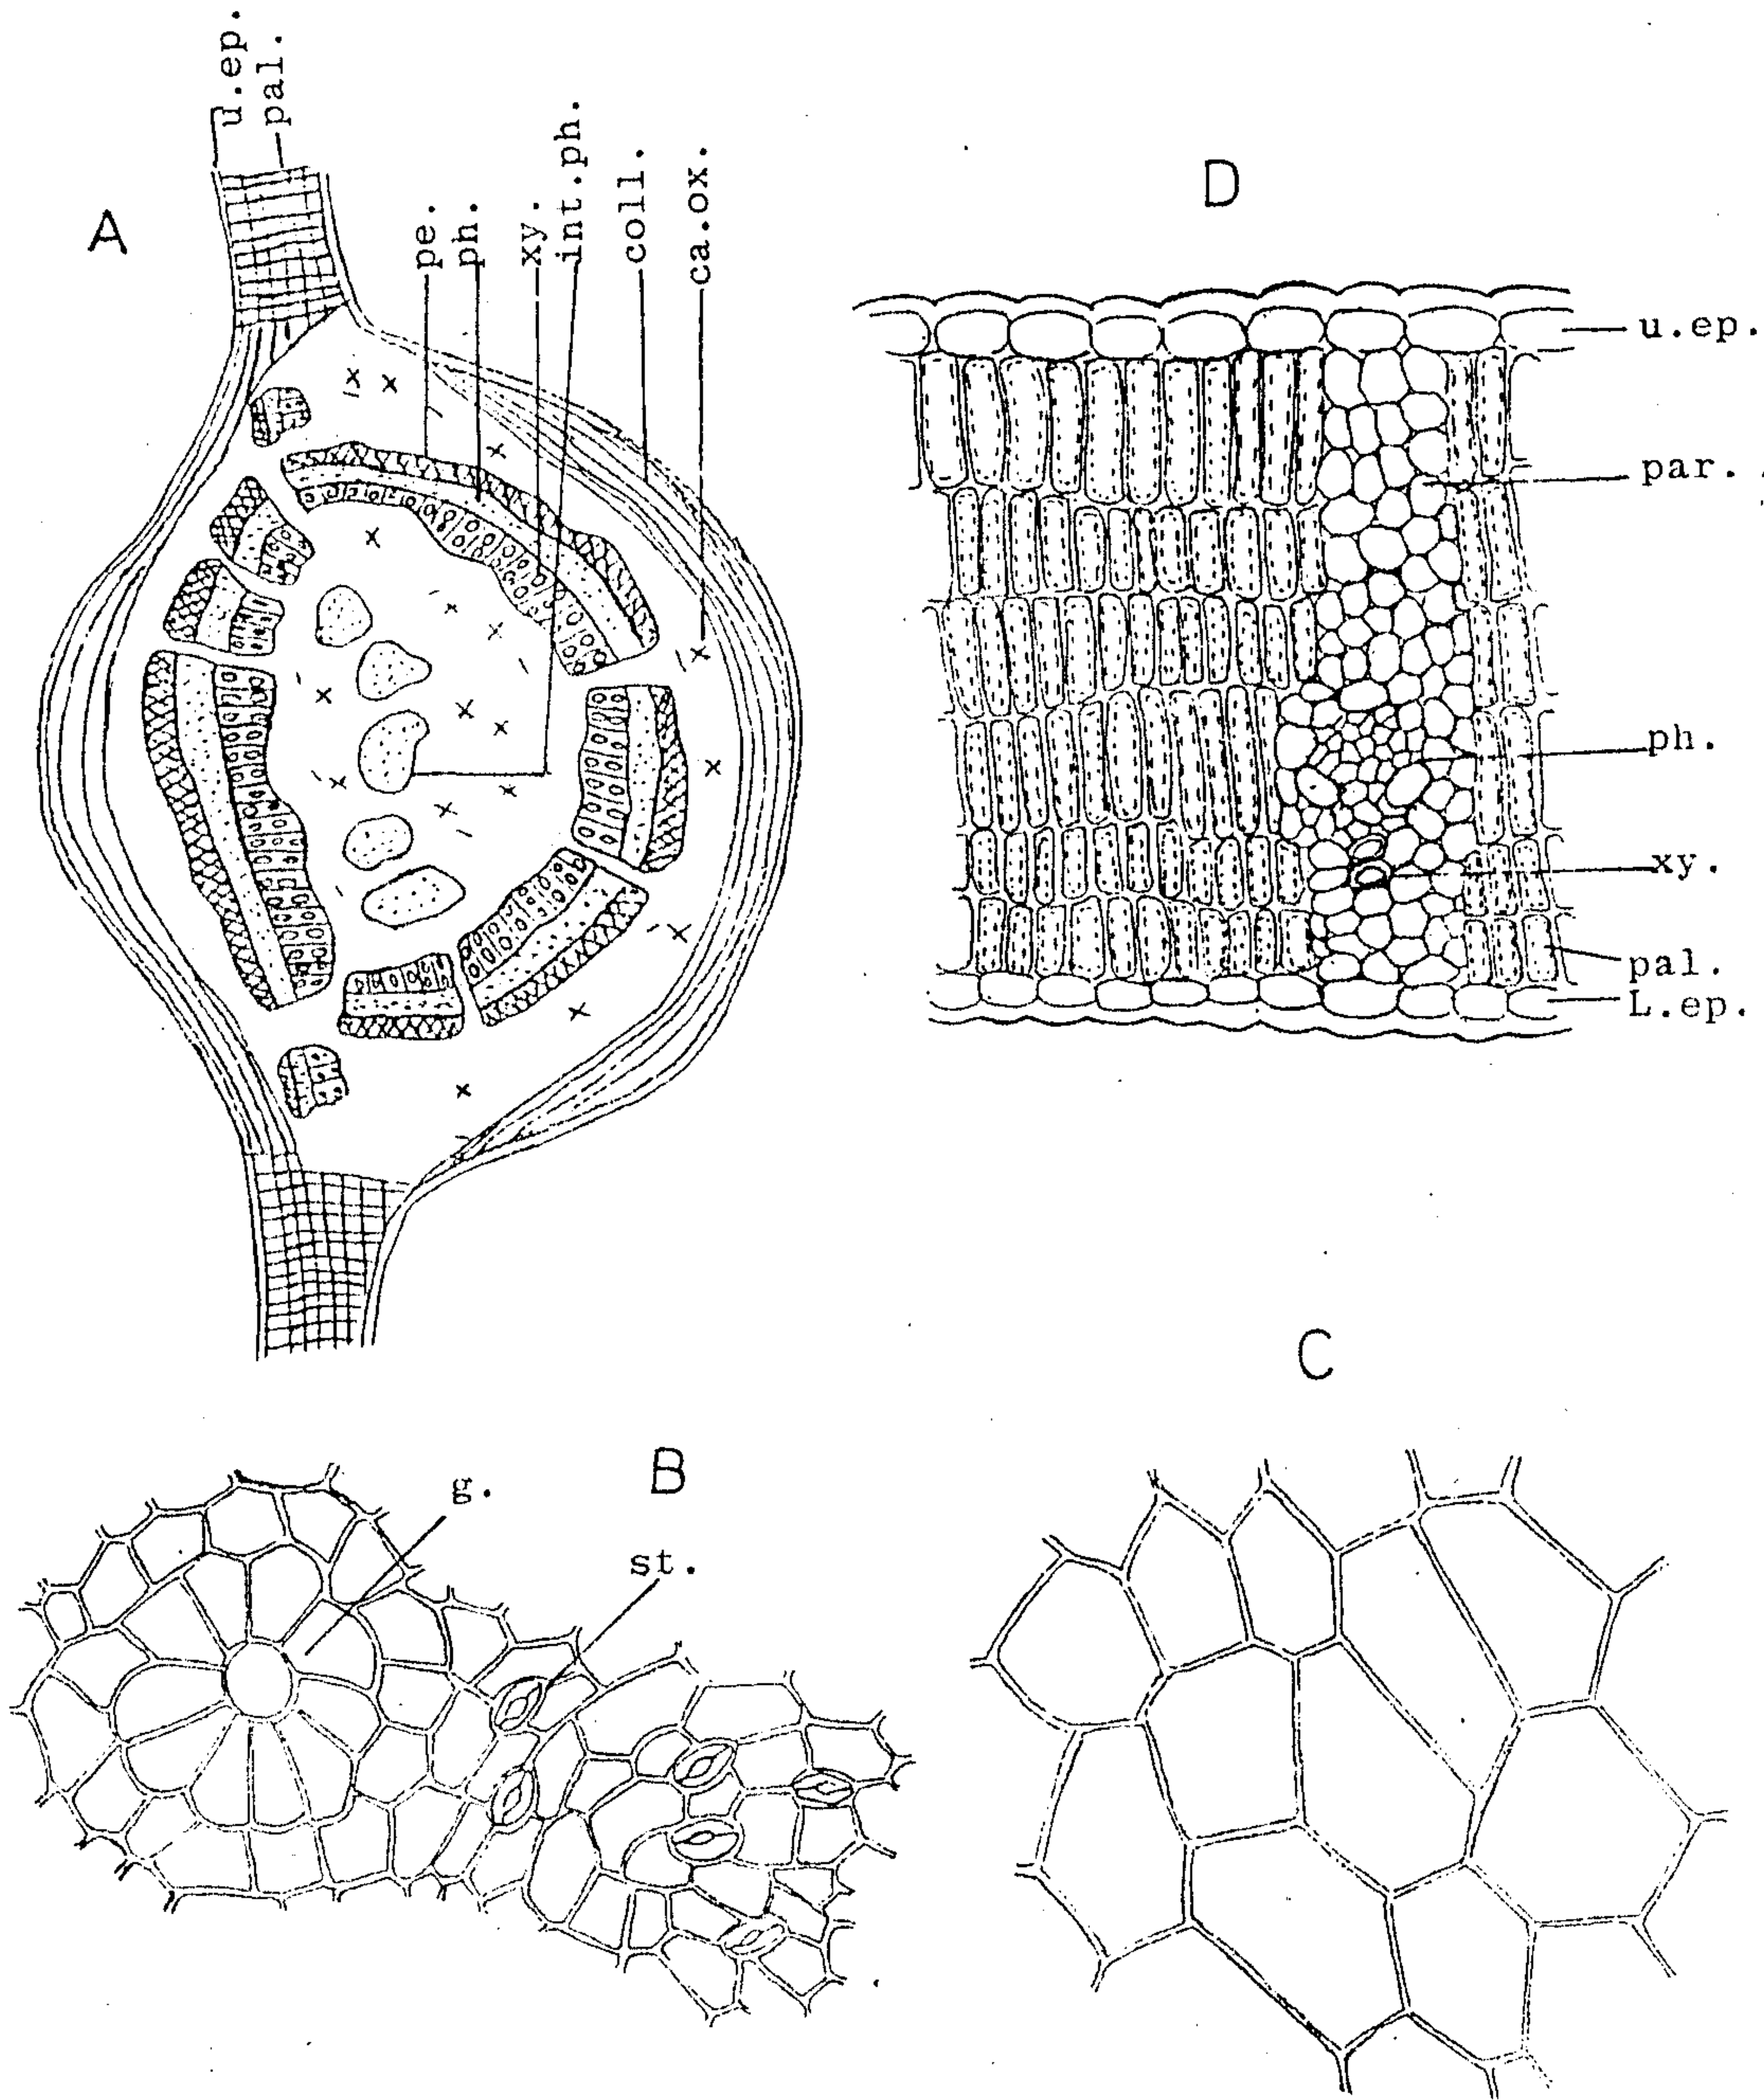 A
u.ep.
pal.
pe.
ph.
xy.
int.ph.
coll.
ca.ox.
D
u.ep.
par.
ph.
xy.
pal.
L.ep.
B
g.
st.
C